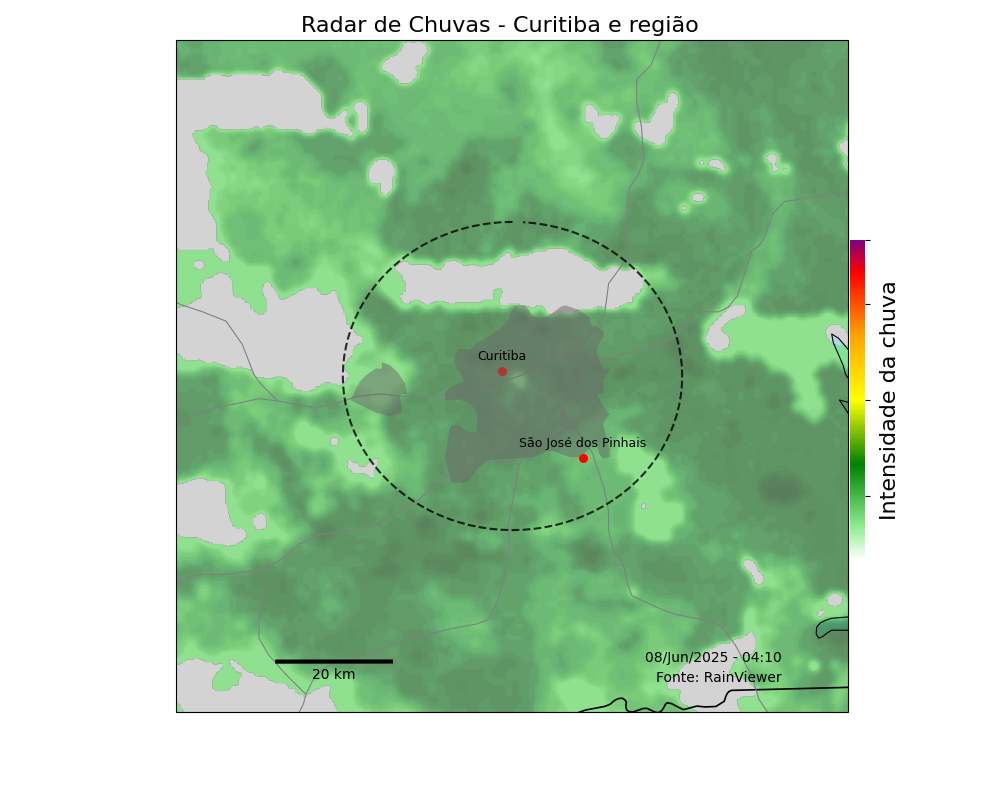 Radar de Chuvas - Curitiba e região
Curitiba
São José dos Pinhais
Intensidade da chuva
08/Jun/2025 - 04:10
Fonte: RainViewer
20 km